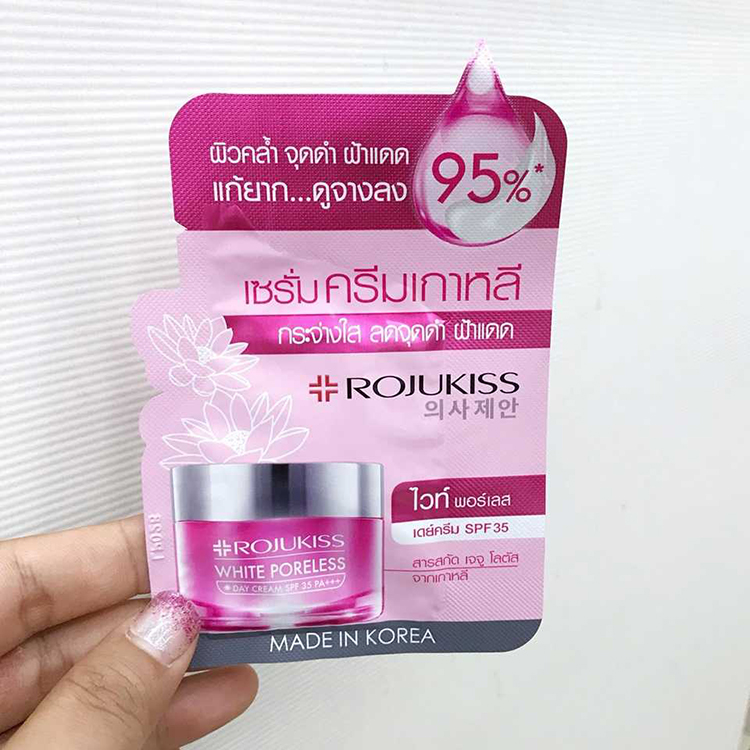 ผิวคล้ำ จุดด่ำ ฝ้าแดด
แก้ยาก...ดูจางลง
95%*
เซรั่มครีมเกาหลี
กระจ่างใส ลดจุดด่ำ ฝ้าแดด
ROJUKISS
의사제안
ไวท์ พอร์เลส
เดย์ครีม SPF35
สารสกัด เจจู โลตัส
จากเกาหลี
ROJUKISS
WHITE PORELESS
DAY CREAM SPF 35 PA+++
MADE IN KOREA